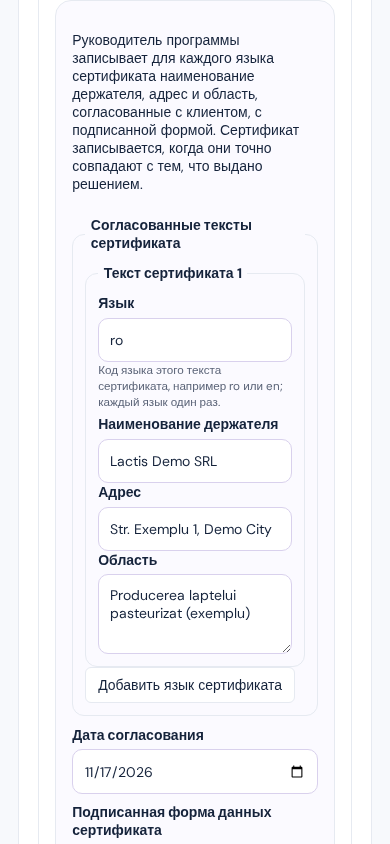 Руководитель программы
записывает для каждого языка
сертификата наименование
держателя, адрес и область,
согласованные с клиентом, с
подписанной формой. Сертификат
записывается, когда они точно
совпадают с тем, что выдано
решением.
Согласованные тексты
сертификата
Текст сертификата 1
Язык
ro
Код языка этого текста
сертификата, например ro или en;
каждый язык один раз.
Наименование держателя
Lactis Demo SRL
Адрес
Str. Exemplu 1, Demo City
Область
Producerea laptelui
pasteurizat (exemplu)
Добавить язык сертификата
Дата согласования
11/17/2026
Подписанная форма данных
сертификата